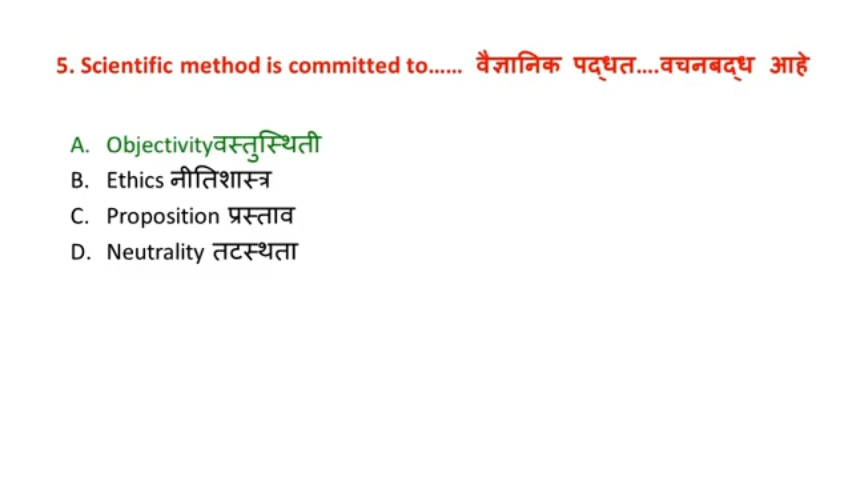 5. Scientific method is committed to...... वैज्ञानिक पद्धत....वचनबद्ध आहे
A. Objectivityवस्तुस्थिती
B. Ethics नीतिशास्त्र
C. Proposition प्रस्ताव
D. Neutrality तटस्थता